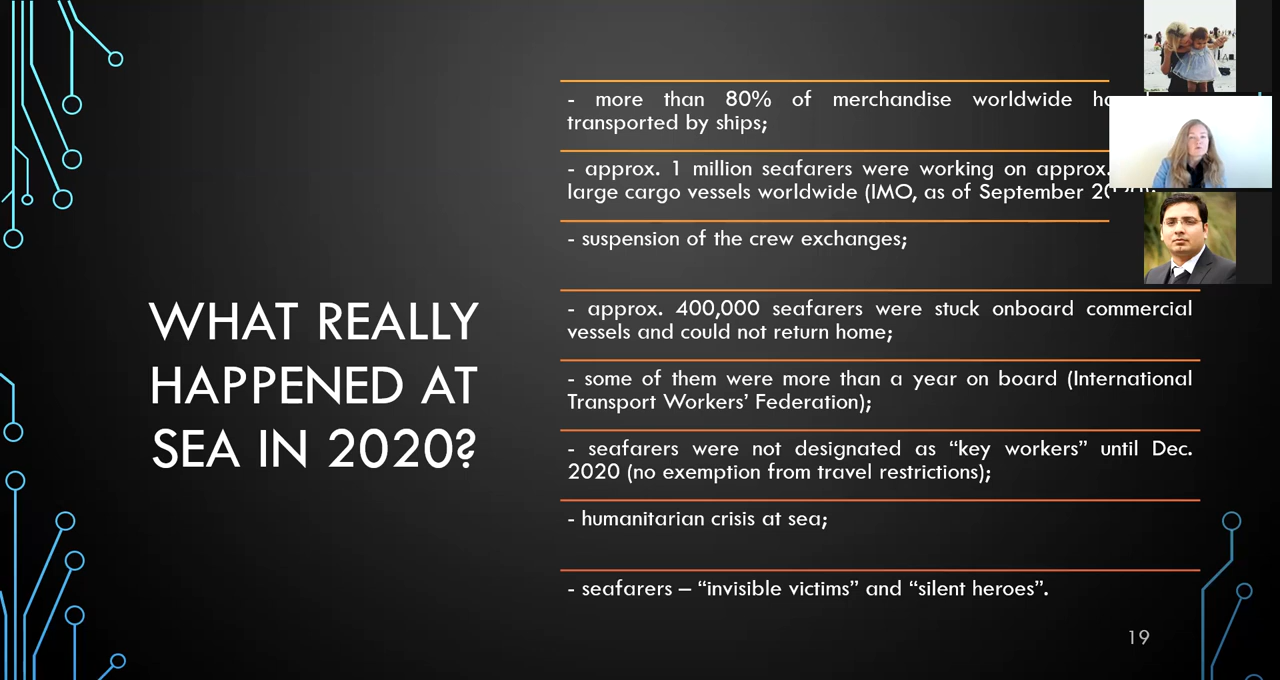 WHAT REALLY
HAPPENED AT
SEA IN 2020?
- more than 80% of merchandise worldwide
transported by ships;
- approx. 1 million seafarers were working on approx.
large cargo vessels worldwide (IMO, as of September
- suspension of the crew exchanges;
- approx. 400,000 seafarers were stuck onboard commercial
vessels and could not return home;
- some of them were more than a year on board (International
Transport Workers’ Federation);
- seafarers were not designated as “key workers” until Dec.
2020 (no exemption from travel restrictions);
- humanitarian crisis at sea;
- seafarers – “invisible victims” and “silent heroes”.
19